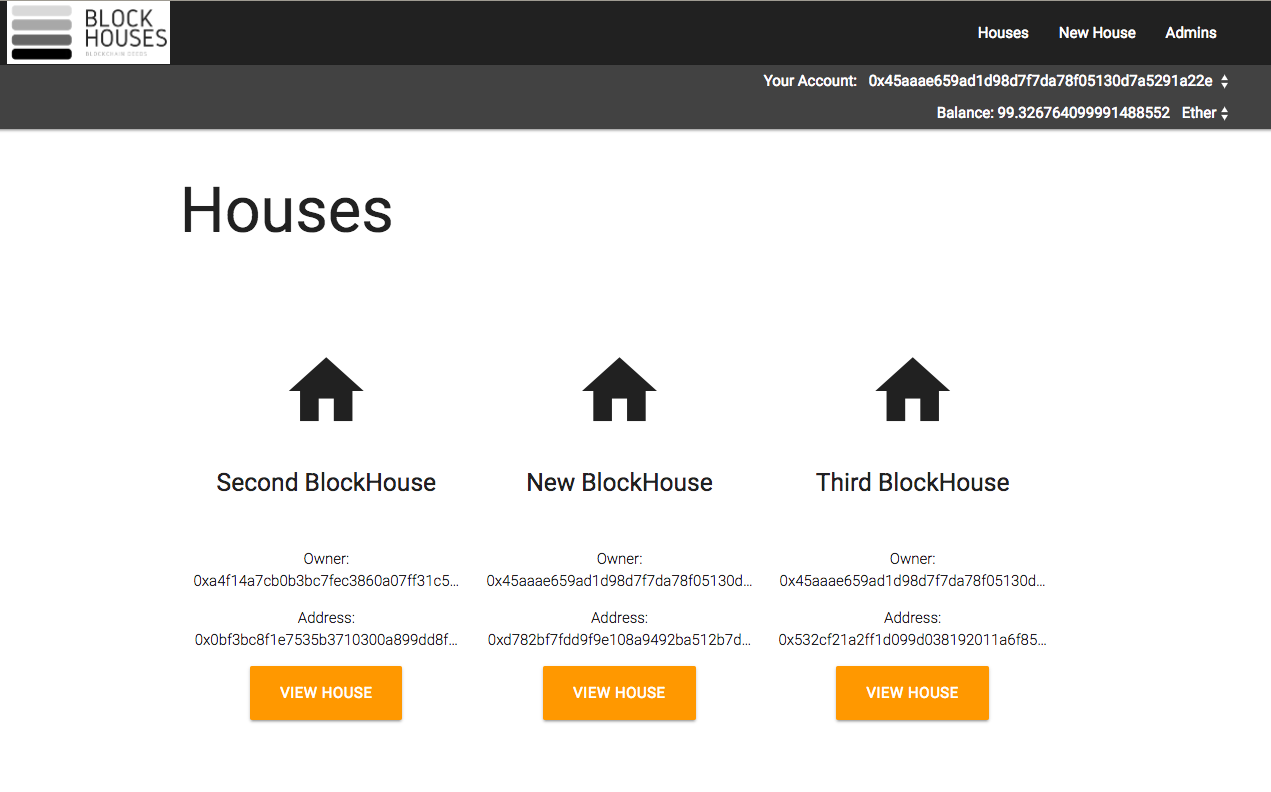 BLOCK
HOUSES
BLOCKCHAIN GEEKS
Houses New House Admins
Your Account: 0x45aaae659ad1d98d7f7da78f05130d7a5291a22e
Balance: 99.326764099991488552 Ether
Houses
Second BlockHouse New BlockHouse Third BlockHouse
Owner: Owner: Owner:
0xa4f14a7cb0b3bc7fec3860a07ff31c5... 0x45aaae659ad1d98d7f7da78f05130d... 0x45aaae659ad1d98d7f7da78f05130d...
Address: Address: Address:
0x0bf3bc8f1e7535b3710300a899dd8f... 0xd782bf7fdd9f9e108a9492ba512b7d... 0x532cf21a2ff1d099d038192011a6f85...
VIEW HOUSE VIEW HOUSE VIEW HOUSE